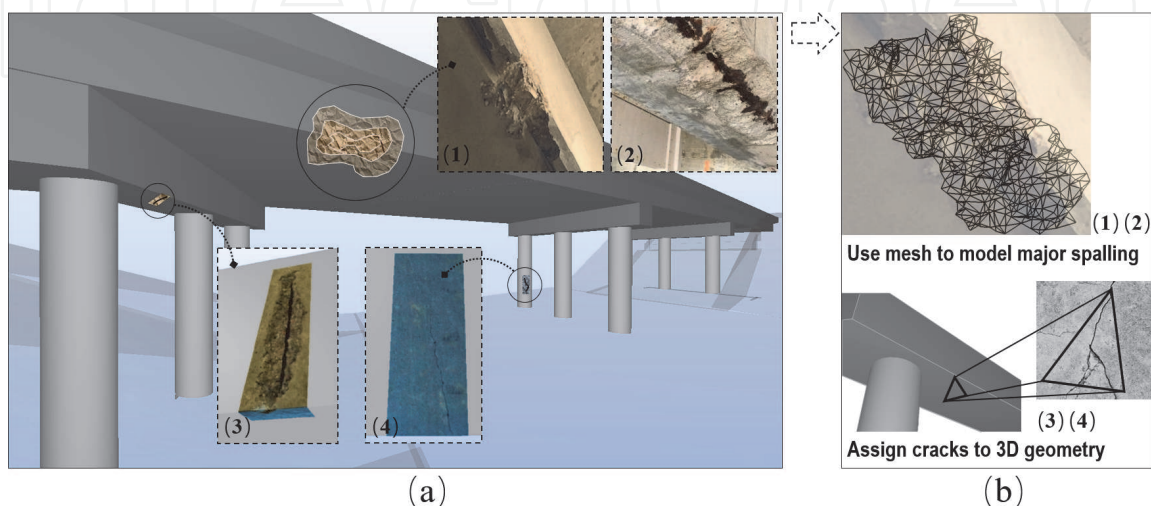 (1)
(2)
(3)
(4)
(1) (2)
Use mesh to model major spalling
(3) (4)
Assign cracks to 3D geometry
(a)
(b)